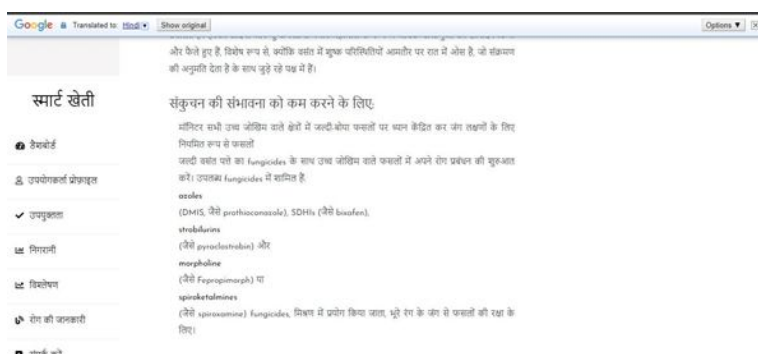 Google Translated to: Hindi Show original Options ▼
और फैले हुए हैं, विशेष रूप से, क्योंकि वसंत में शुष्क परिस्थितियों आमतौर पर रात में ओस है, जो संक्रमण
की अनुमति देता है के साथ जुड़े रहे पक्ष में हैं।
स्मार्ट खेती
डैशबोर्ड
उपयोगकर्ता प्रोफ़ाइल
उपयुक्तता
निगरानी
विश्लेषण
रोग की जानकारी
संपर्क करें
संकुचन की संभावना को कम करने के लिए:
मॉनिटर सभी उच्च जोखिम वाले क्षेत्रों में जल्दी-बोया फसलों पर ध्यान केंद्रित कर जंग लक्षणों के लिए
नियमित रूप से फसलों
जल्दी वसंत पत्ते का fungicides के साथ उच्च जोखिम वाले फसलों में अपने रोग प्रबंधन की शुरुआत
करें। उपलब्ध fungicides में शामिल हैं:
azoles
(DMIS, जैसे prothioconazole), SDHIs (जैसे bixafen),
strobilurins
(जैसे pyraclostrobin) और
morpholine
(जैसे Fepropimorph) या
spiroketalmines
(जैसे spiroxamine) fungicides, मिश्रण में प्रयोग किया जाता, भूरे रंग के जंग से फसलों की रक्षा के
लिए।